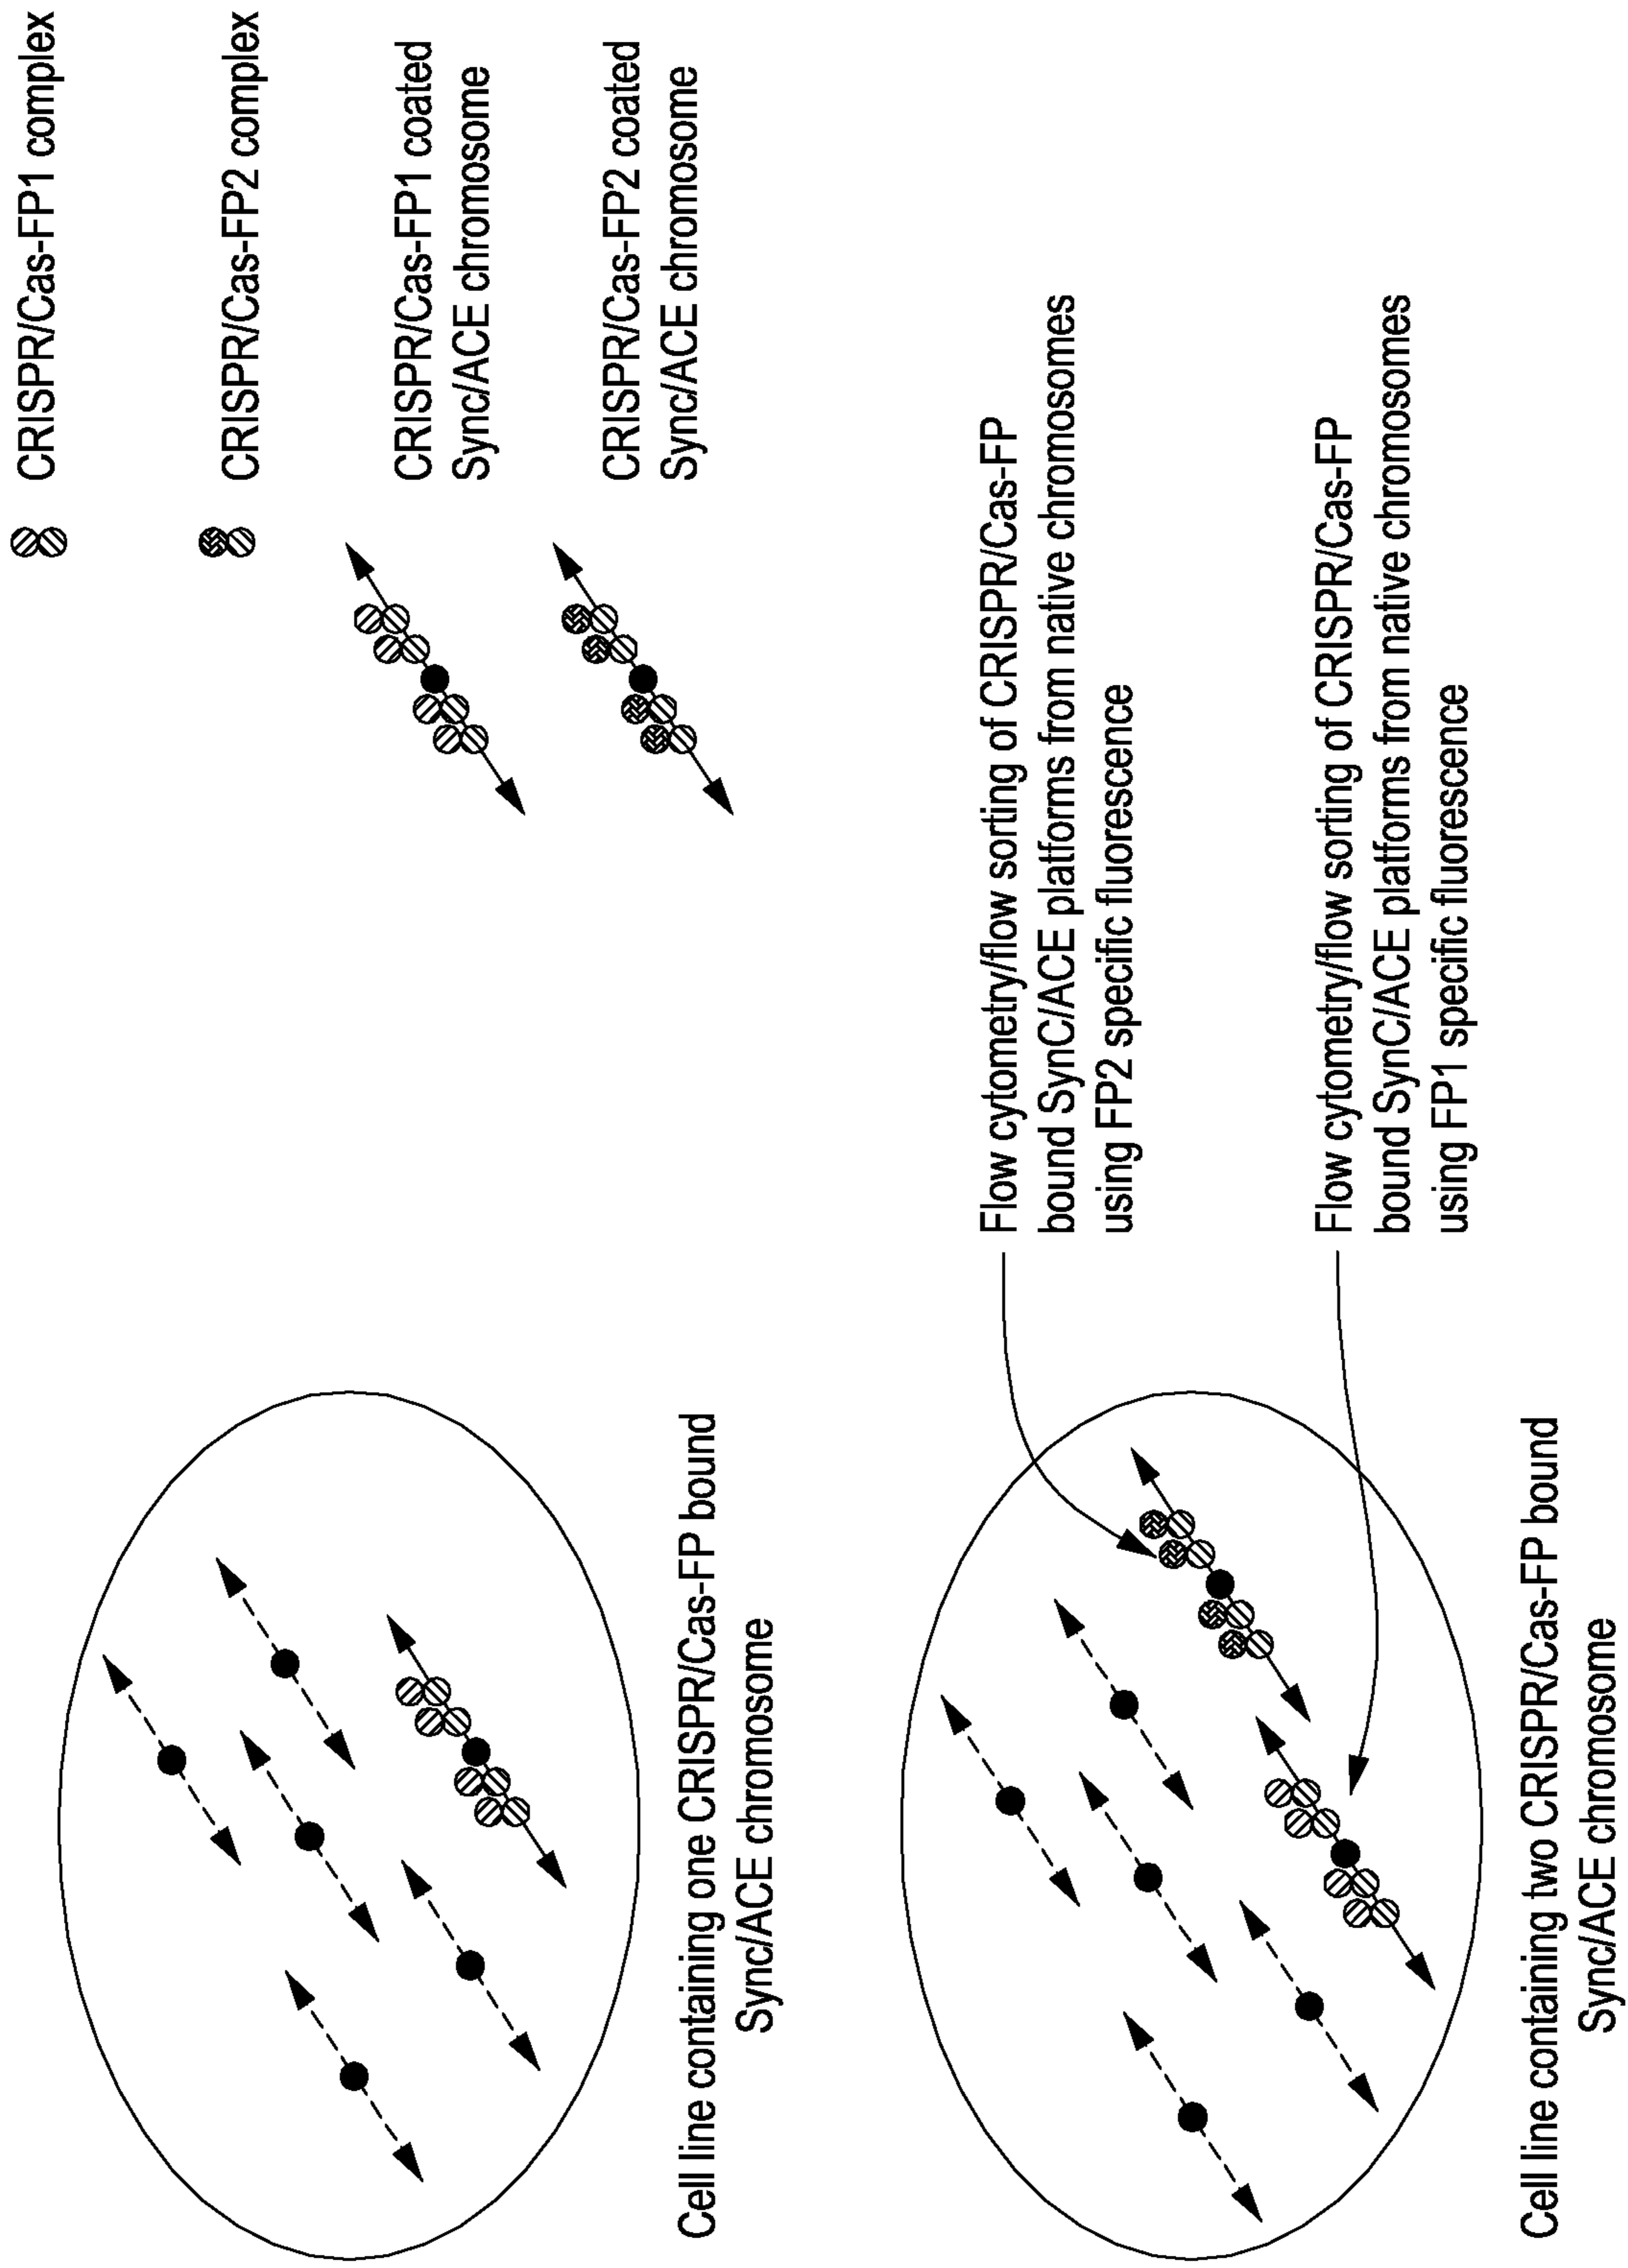 CRISPR/Cas-FP1 complex
CRISPR/Cas-FP2 complex
CRISPR/Cas-FP1 coated
Sync/ACE chromosome
CRISPR/Cas-FP2 coated
Sync/ACE chromosome
Cell line containing one CRISPR/Cas-FP bound
Sync/ACE chromosome
Flow cytometry/flow sorting of CRISPR/Cas-FP
bound SynC/ACE platforms from native chromosomes
using FP2 specific fluorescence
Flow cytometry/flow sorting of CRISPR/Cas-FP
bound SynC/ACE platforms from native chromosomes
using FP1 specific fluorescence
Cell line containing two CRISPR/Cas-FP bound
Sync/ACE chromosome